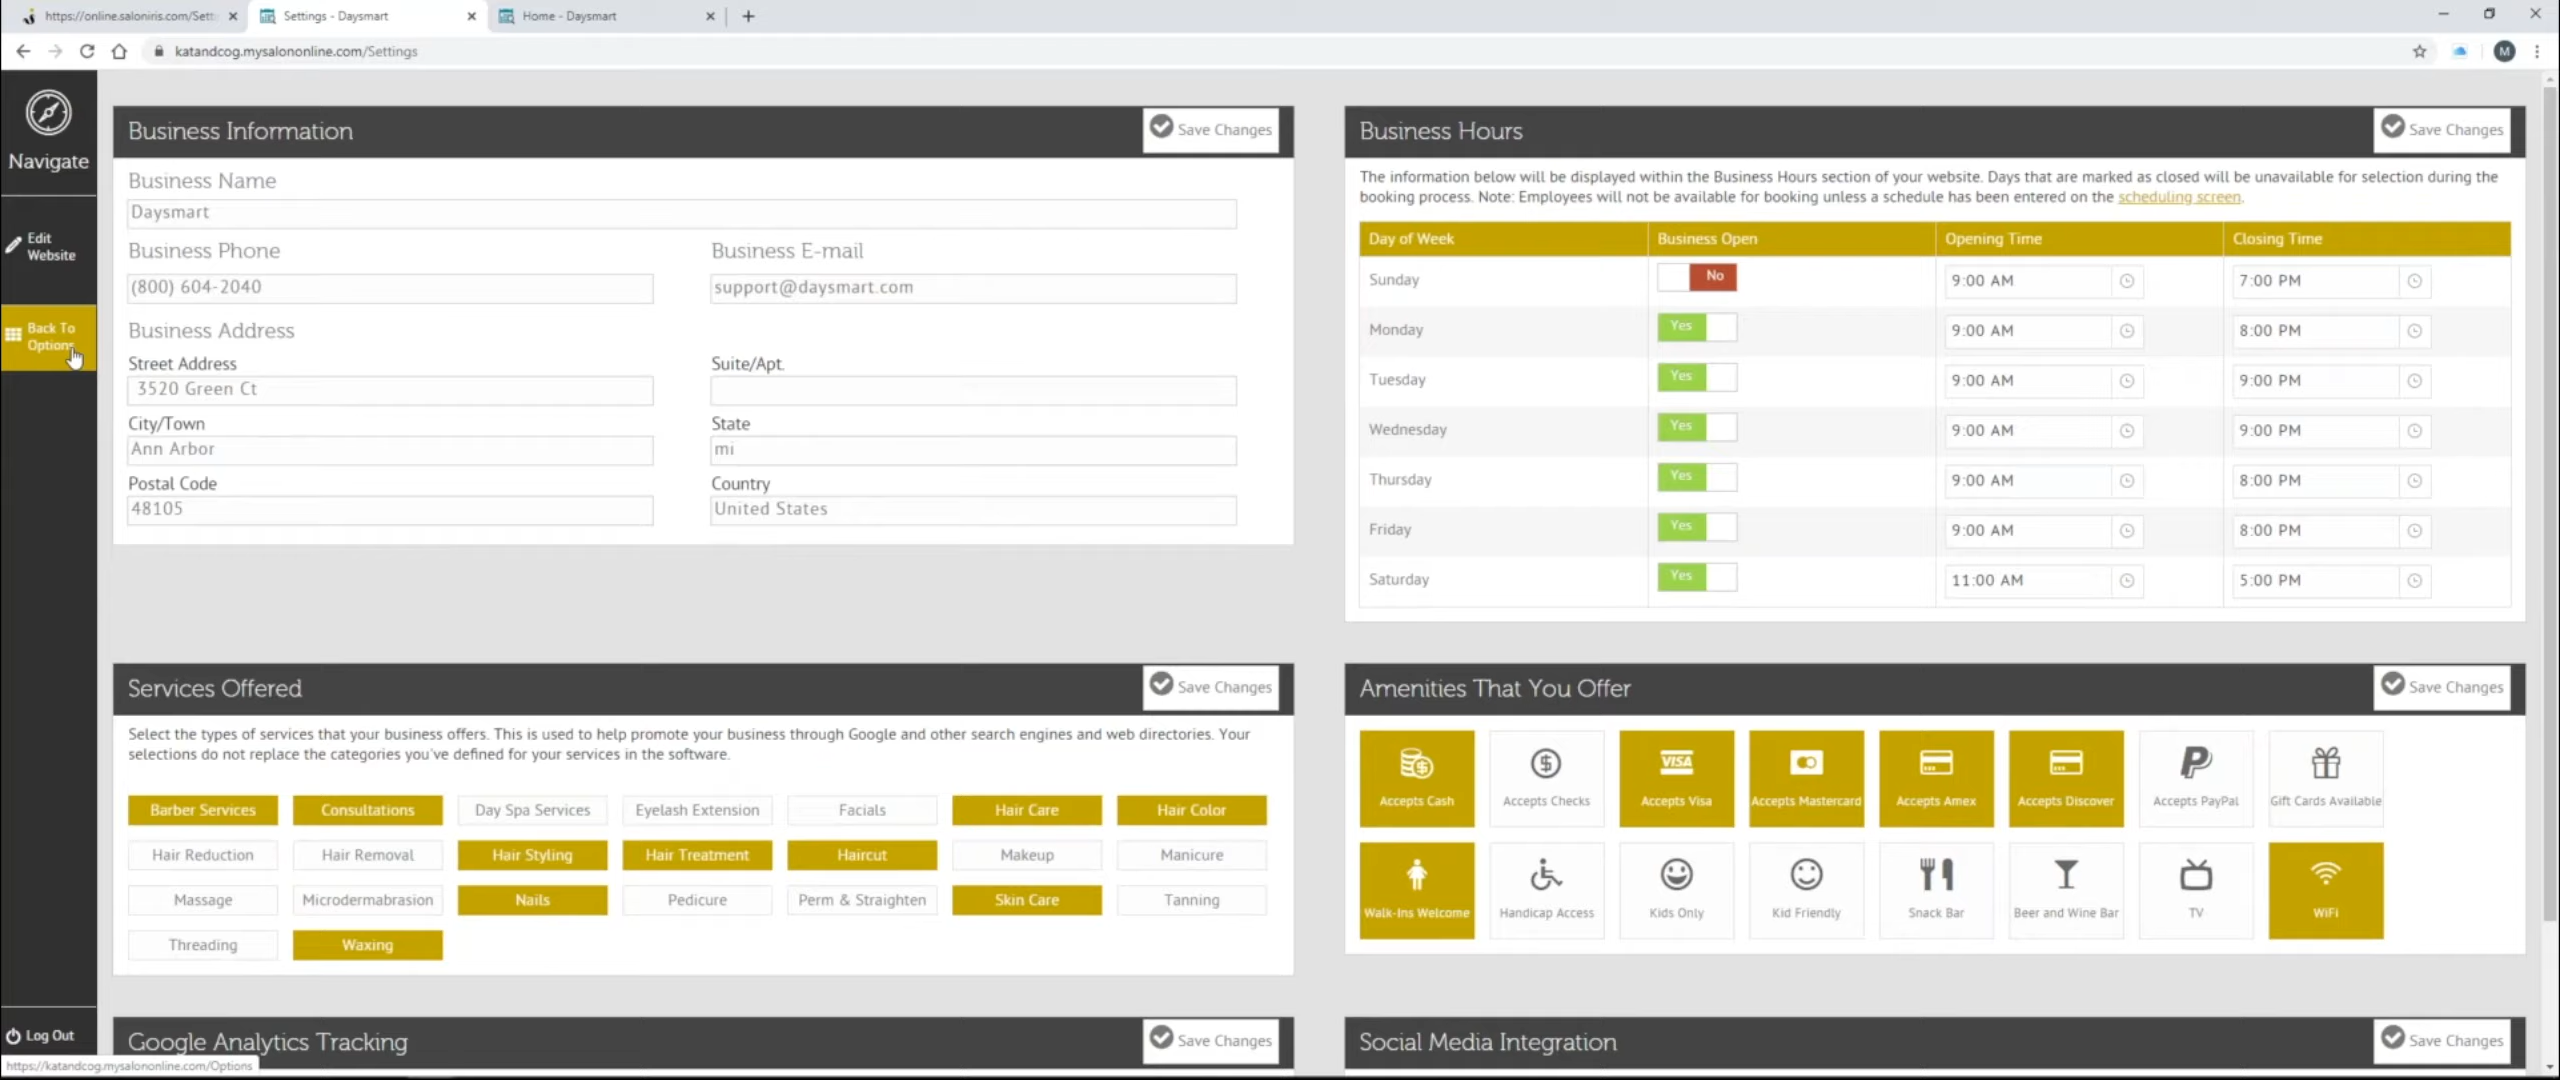 https://online.saloniris.com/Sett
Settings - Daysmart
Home - Daysmart
katandcog.mysalononline.com/Settings
M
Navigate
Edit
Website
Back To
Options
Log Out
https://katandcog.mysalononline.com/Options
Business Information
Save Changes
Business Name
Daysmart
Business Phone
Business E-mail
(800) 604-2040
support@daysmart.com
Business Address
Street Address
Suite/Apt.
3520 Green Ct
City/Town
State
Ann Arbor
mi
Postal Code
Country
48105
United States
Business Hours
Save Changes
The information below will be displayed within the Business Hours section of your website. Days that are marked as closed will be unavailable for selection during the
booking process. Note: Employees will not be available for booking unless a schedule has been entered on the scheduling screen.
Day of Week Business Open Opening Time Closing Time
Sunday No 9:00 AM 7:00 PM
Monday Yes 9:00 AM 8:00 PM
Tuesday Yes 9:00 AM 9:00 PM
Wednesday Yes 9:00 AM 9:00 PM
Thursday Yes 9:00 AM 8:00 PM
Friday Yes 9:00 AM 8:00 PM
Saturday Yes 11:00 AM 5:00 PM
Services Offered
Save Changes
Select the types of services that your business offers. This is used to help promote your business through Google and other search engines and web directories. Your
selections do not replace the categories you've defined for your services in the software.
Barber Services Consultations Day Spa Services Eyelash Extension Facials Hair Care Hair Color
Hair Reduction Hair Removal Hair Styling Hair Treatment Haircut Makeup Manicure
Massage Microdermabrasion Nails Pedicure Perm & Straighten Skin Care Tanning
Threading Waxing
Amenities That You Offer
Save Changes
VISA
Accepts Cash Accepts Checks Accepts Visa Accepts Mastercard Accepts Amex Accepts Discover Accepts PayPal Gift Cards Available
Walk-Ins Welcome Handicap Access Kids Only Kid Friendly Snack Bar Beer and Wine Bar TV WiFi
Google Analytics Tracking
Save Changes
Social Media Integration
Save Changes